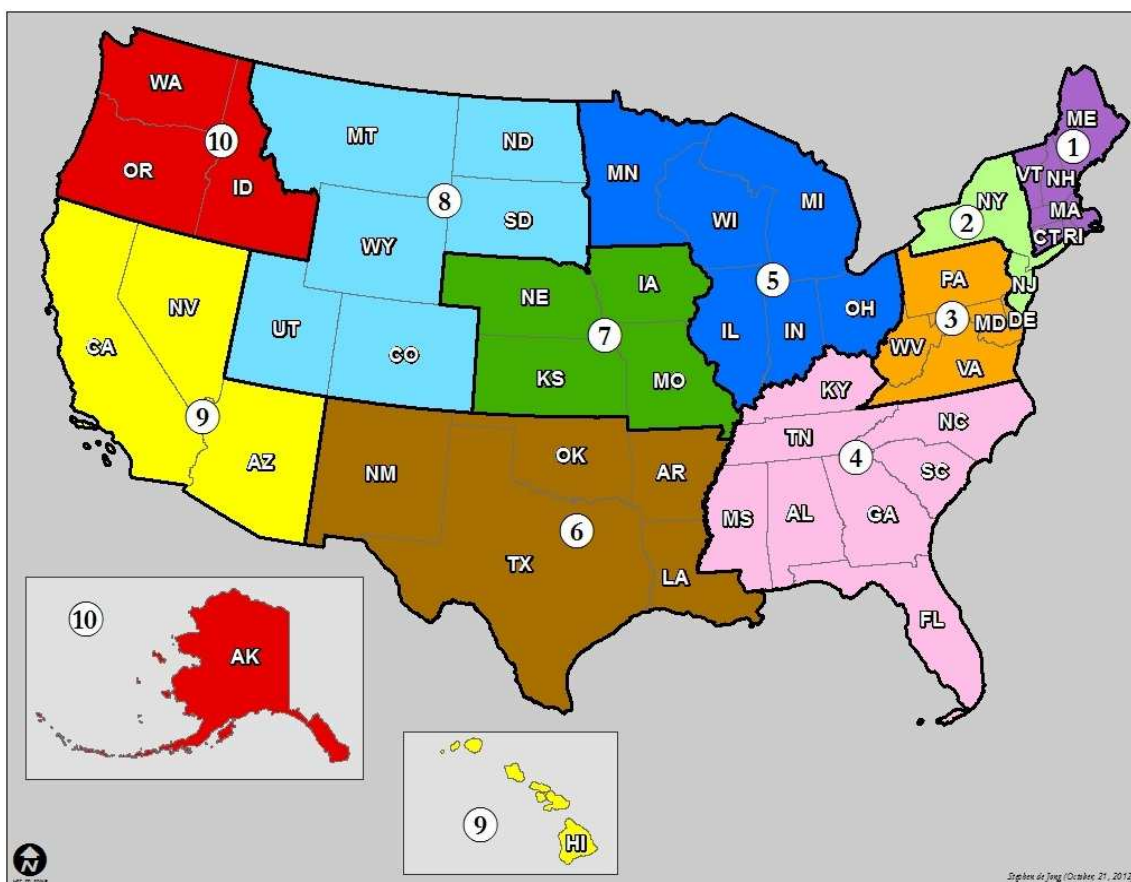 WA
ME
10
MT
ND
1
OR
ID
MN
VT
NH
8
SD
WI
MI
NY
2
MA
WY
CT
RI
NV
NE
IA
5
PA
NJ
UT
7
IL
IN
OH
3
MD
DE
CA
CO
KS
MO
WV
VA
9
KY
AZ
TN
NC
NM
OK
AR
4
SC
6
MS
AL
GA
TX
LA
FL
10
AK
9
HI
N
Stephen de Jong (October 21, 2012)